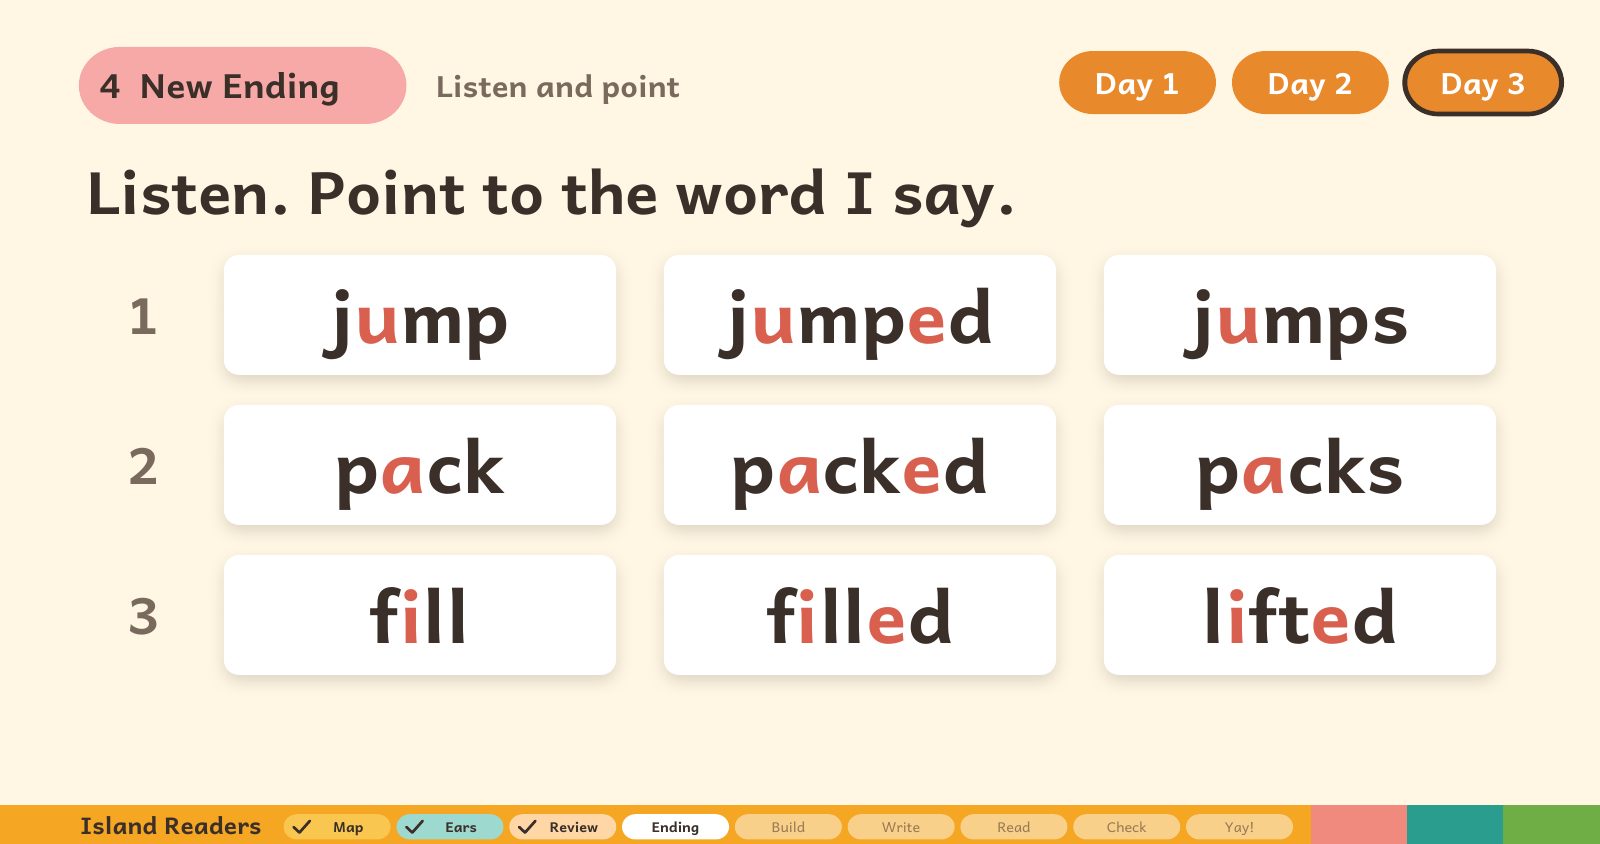 4 New Ending
Listen and point
Day 1
Day 2
Day 3
Listen. Point to the word I say.
1 jump jumped jumps
2 pack packed packs
3 fill filled lifted
Island Readers
Map
Ears
Review
Ending
Build
Write
Read
Check
Yay!